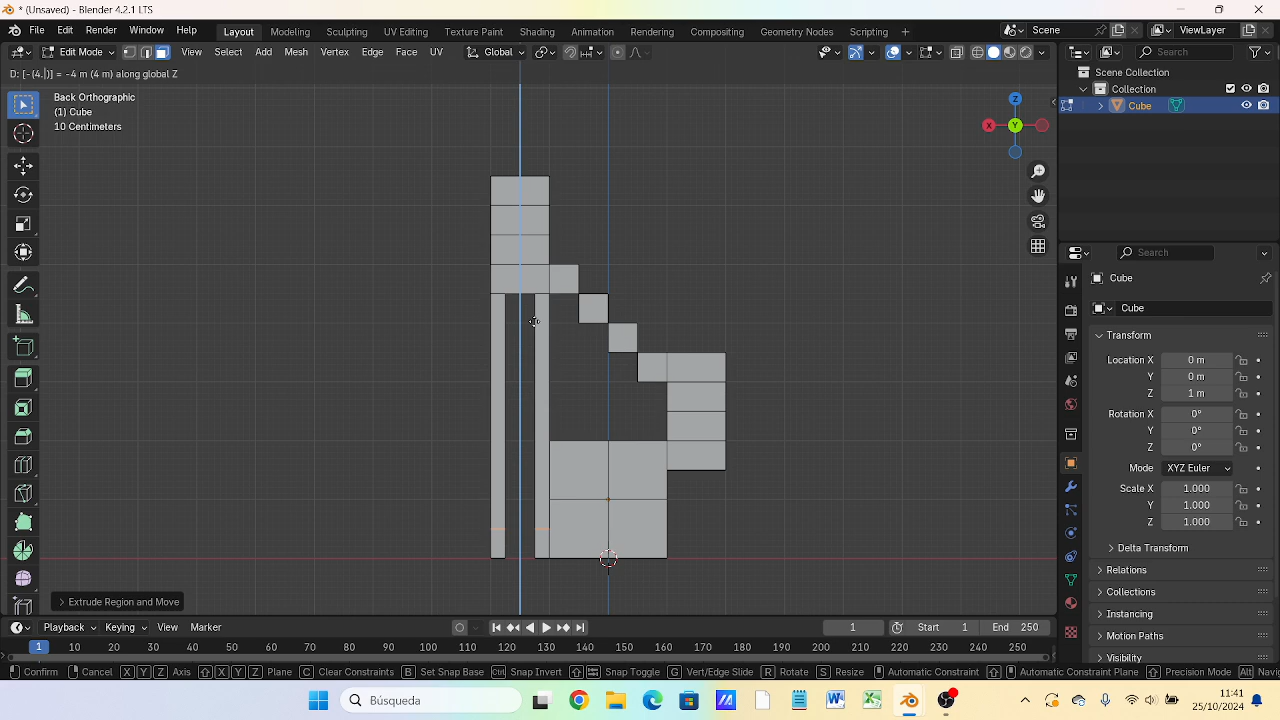 * (Unsaved) - Blender 4.2.1 LTS
File Edit Render Window Help Layout Modeling Sculpting UV Editing Texture Paint Shading Animation Rendering Compositing Geometry Nodes Scripting + Scene ViewLayer
Edit Mode View Select Add Mesh Vertex Edge Face UV Global Search
D: [-(4.|)] = -4 m (4 m) along global Z
Scene Collection
Collection
Cube
Back Orthographic
(1) Cube
10 Centimeters
Z
X Y
Search
Cube
Cube
Transform
Location X 0 m
Y 0 m
Z 1 m
Rotation X 0°
Y 0°
Z 0°
Mode XYZ Euler
Scale X 1.000
Y 1.000
Z 1.000
Delta Transform
Relations
Collections
Instancing
Motion Paths
Visibility
Extrude Region and Move
Playback Keying View Marker 1 Start 1 End 250
1 10 20 30 40 50 60 70 80 90 100 110 120 130 140 150 160 170 180 190 200 210 220 230 240 250
Confirm Cancel X Y Z Axis X Y Z Plane C Clear Constraints B Set Snap Base Ctrl Snap Invert Snap Toggle G Vert/Edge Slide R Rotate S Resize Automatic Constraint Automatic Constraint Plane Precision Mode Alt Navi
Búsqueda
11:41
25/10/2024